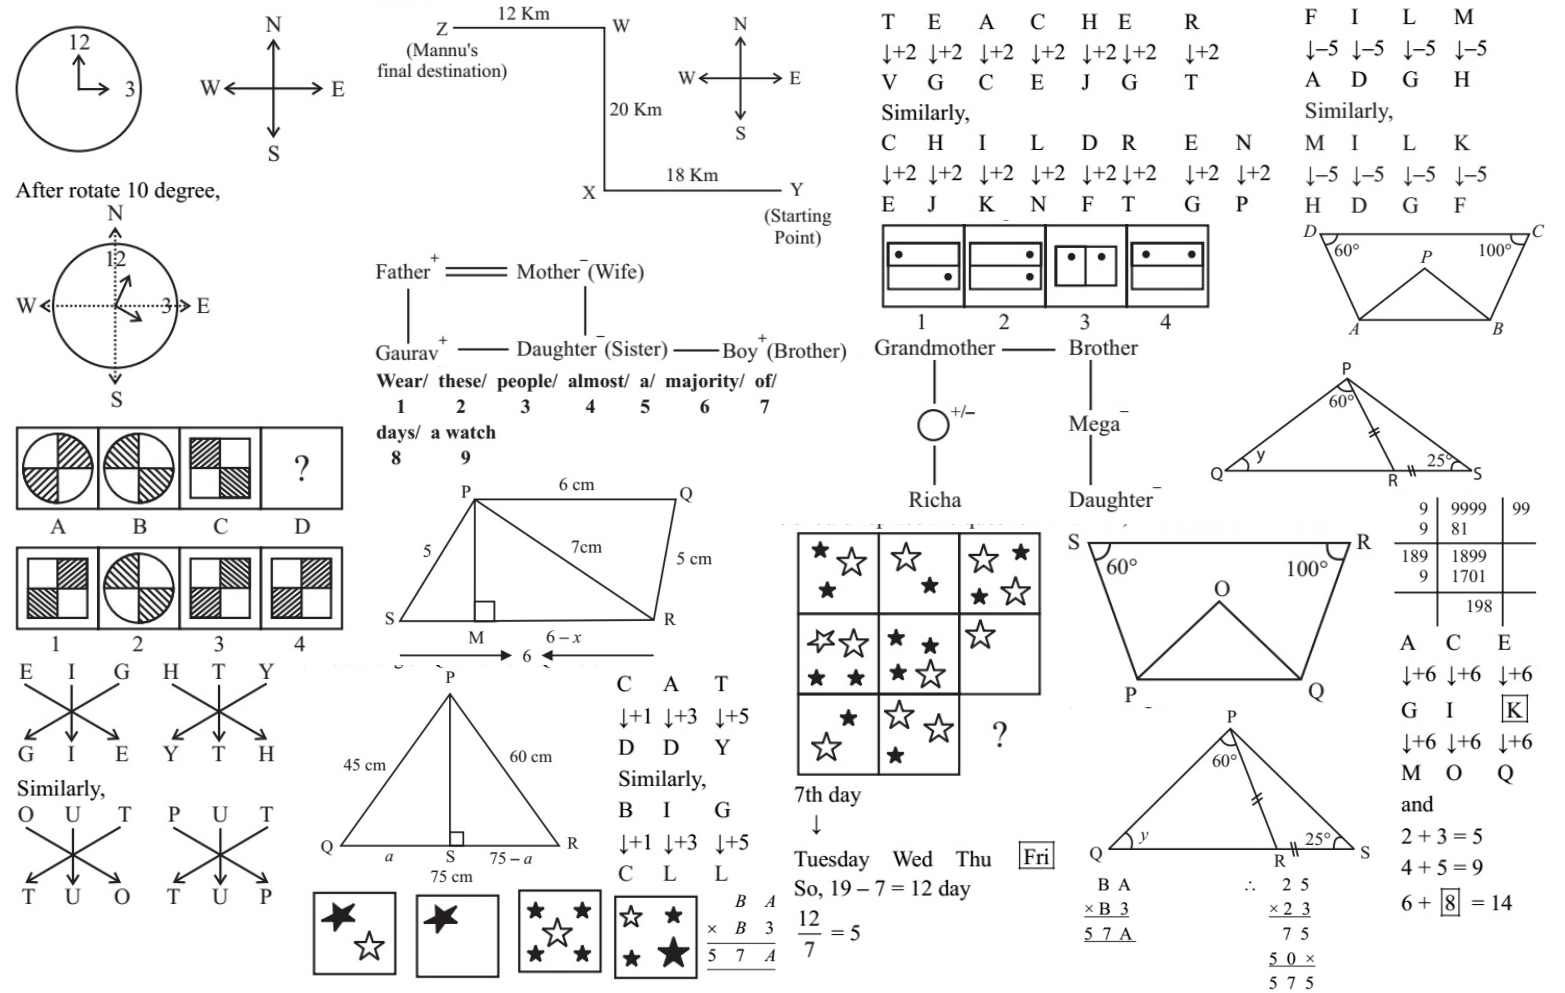 12
3
N
W E
S
After rotate 10 degree,
N
12
W 3 E
S
?
A B C D
1 2 3 4
E I G H T Y
G I E Y T H
Similarly,
O U T P U T
T U O T U P
12 Km
Z W
(Mannu's
final destination)
N
W E
S
20 Km
18 Km
X Y
(Starting
Point)
Father+ Mother–(Wife)
Gaurav+ Daughter–(Sister) Boy+(Brother)
Wear/ these/ people/ almost/ a/ majority/ of/
1 2 3 4 5 6 7
days/ a watch
8 9
P 6 cm Q
5 7cm 5 cm
S M 6 – x R
6
P
45 cm 60 cm
Q a S 75 – a R
75 cm
C A T
↓+1 ↓+3 ↓+5
D D Y
Similarly,
B I G
↓+1 ↓+3 ↓+5
C L L
B A
× B 3
5 7 A
T E A C H E R
↓+2 ↓+2 ↓+2 ↓+2 ↓+2 ↓+2 ↓+2
V G C E J G T
Similarly,
C H I L D R E N
↓+2 ↓+2 ↓+2 ↓+2 ↓+2 ↓+2 ↓+2 ↓+2
E J K N F T G P
1 2 3 4
Grandmother Brother
+/–
Mega–
Richa Daughter–
?
7th day
↓
Tuesday Wed Thu Fri
So, 19 – 7 = 12 day
12
7 = 5
F I L M
↓–5 ↓–5 ↓–5 ↓–5
A D G H
Similarly,
M I L K
↓–5 ↓–5 ↓–5 ↓–5
H D G F
D C
60° 100°
P
A B
P
60°
y 25°
Q R S
S R
60° 100°
O
P Q
9 9999 99
9 81
189 1899
9 1701
198
P
60°
y 25°
Q R S
B A
× B 3
5 7 A
∴ 2 5
× 2 3
7 5
5 0 ×
5 7 5
A C E
↓+6 ↓+6 ↓+6
G I K
↓+6 ↓+6 ↓+6
M O Q
and
2 + 3 = 5
4 + 5 = 9
6 + 8 = 14